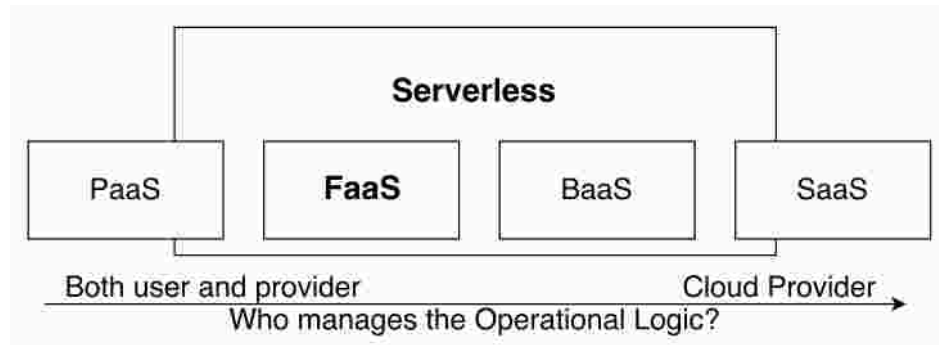 Serverless
PaaS FaaS BaaS SaaS
Both user and provider Cloud Provider
Who manages the Operational Logic?